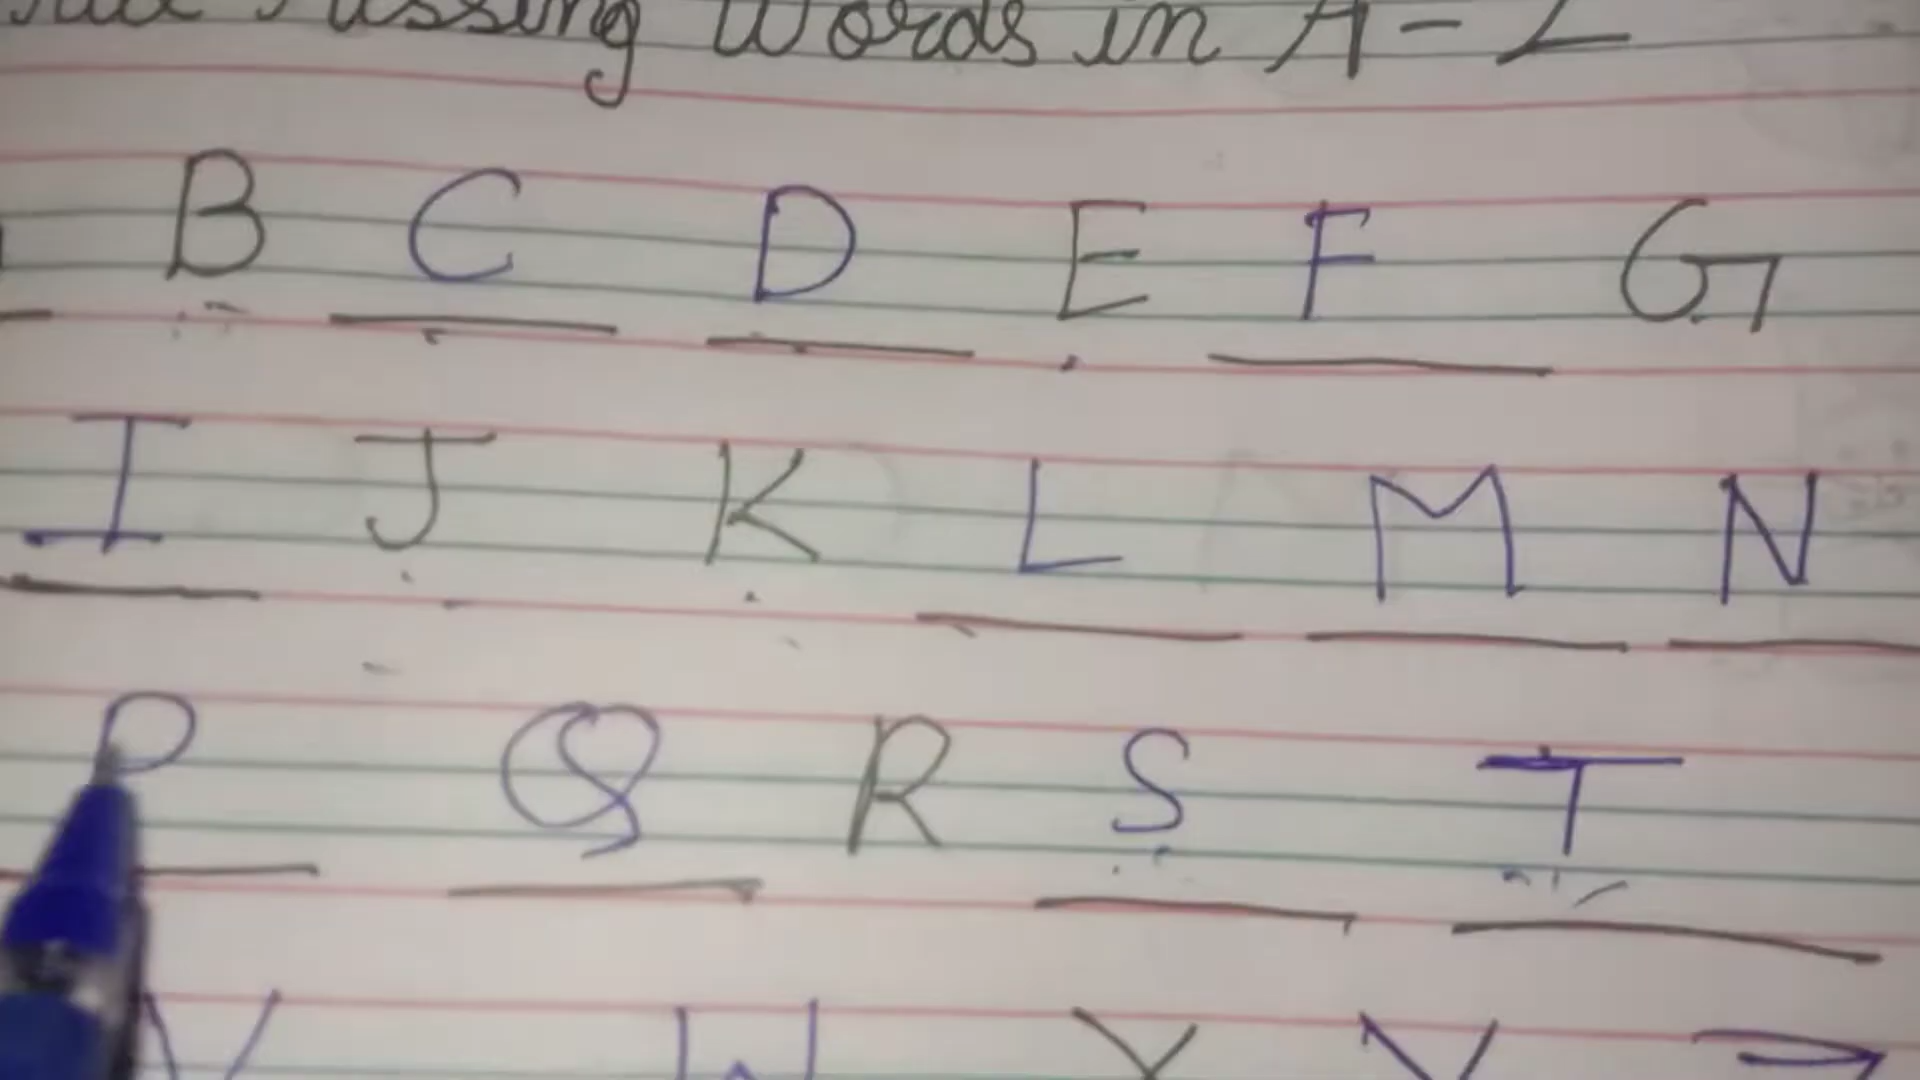 Words in A - Z
B C D E F G
I J K L M N
P Q R S T
V W X Y Z